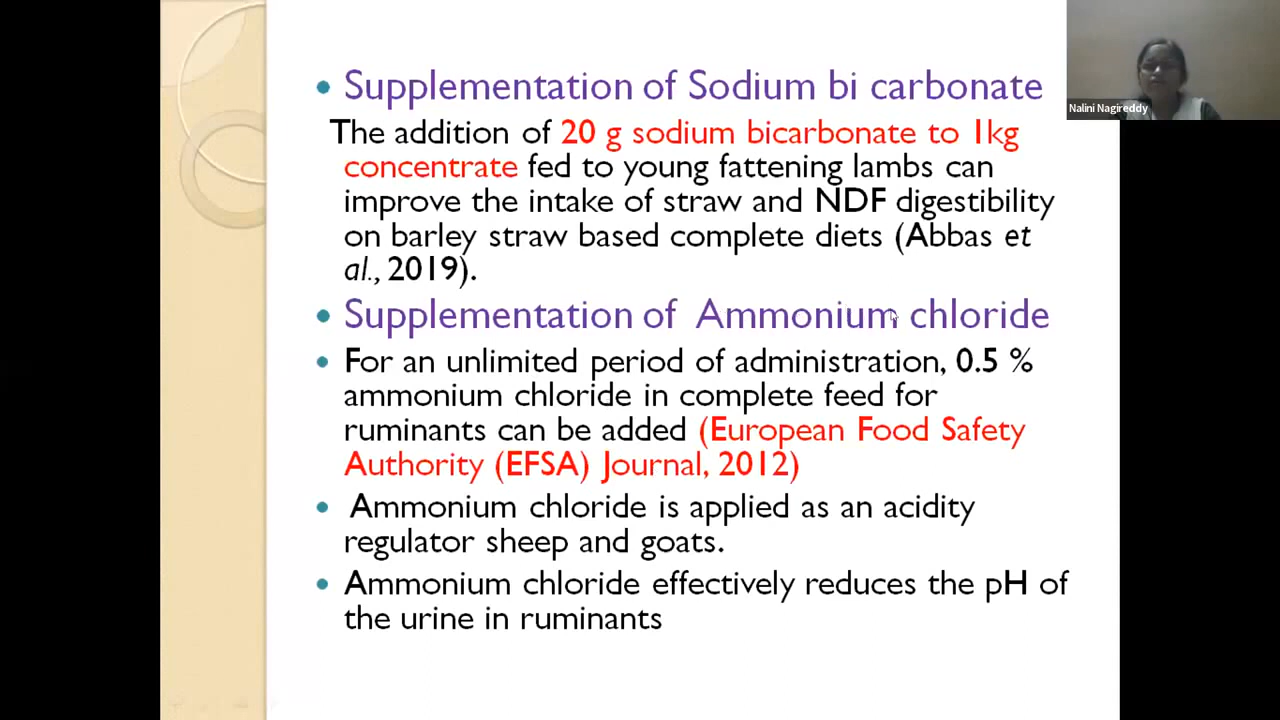 Supplementation of Sodium bi carbonate
The addition of 20 g sodium bicarbonate to 1kg
concentrate fed to young fattening lambs can
improve the intake of straw and NDF digestibility
on barley straw based complete diets (Abbas et
al., 2019).
Supplementation of Ammonium chloride
For an unlimited period of administration, 0.5 %
ammonium chloride in complete feed for
ruminants can be added (European Food Safety
Authority (EFSA) Journal, 2012)
Ammonium chloride is applied as an acidity
regulator sheep and goats.
Ammonium chloride effectively reduces the pH of
the urine in ruminants
Nalini Nagireddy